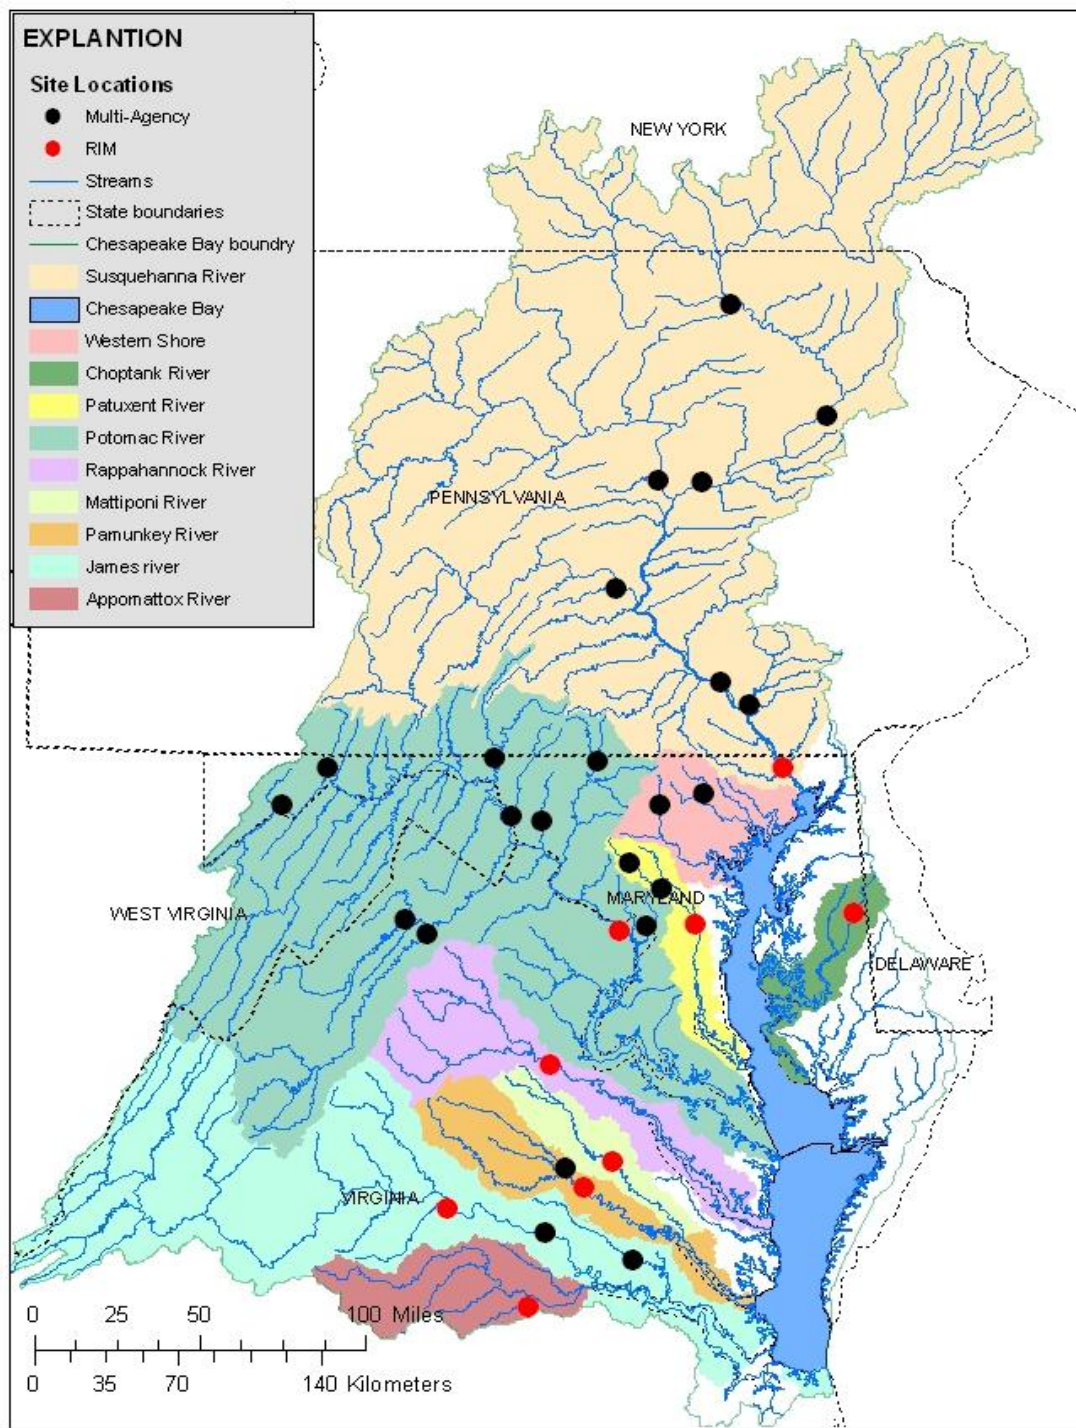 EXPLANTION
Site Locations
Multi-Agency
RIM
Streams
State boundaries
Chesapeake Bay boundry
Susquehanna River
Chesapeake Bay
Western Shore
Choptank River
Patuxent River
Potomac River
Rappahannock River
Mattiponi River
Pamunkey River
James river
Appomattox River
NEW YORK
PENNSYLVANIA
WEST VIRGINIA
MARYLAND
DELAWARE
VIRGINIA
0 25 50 100 Miles
0 35 70 140 Kilometers